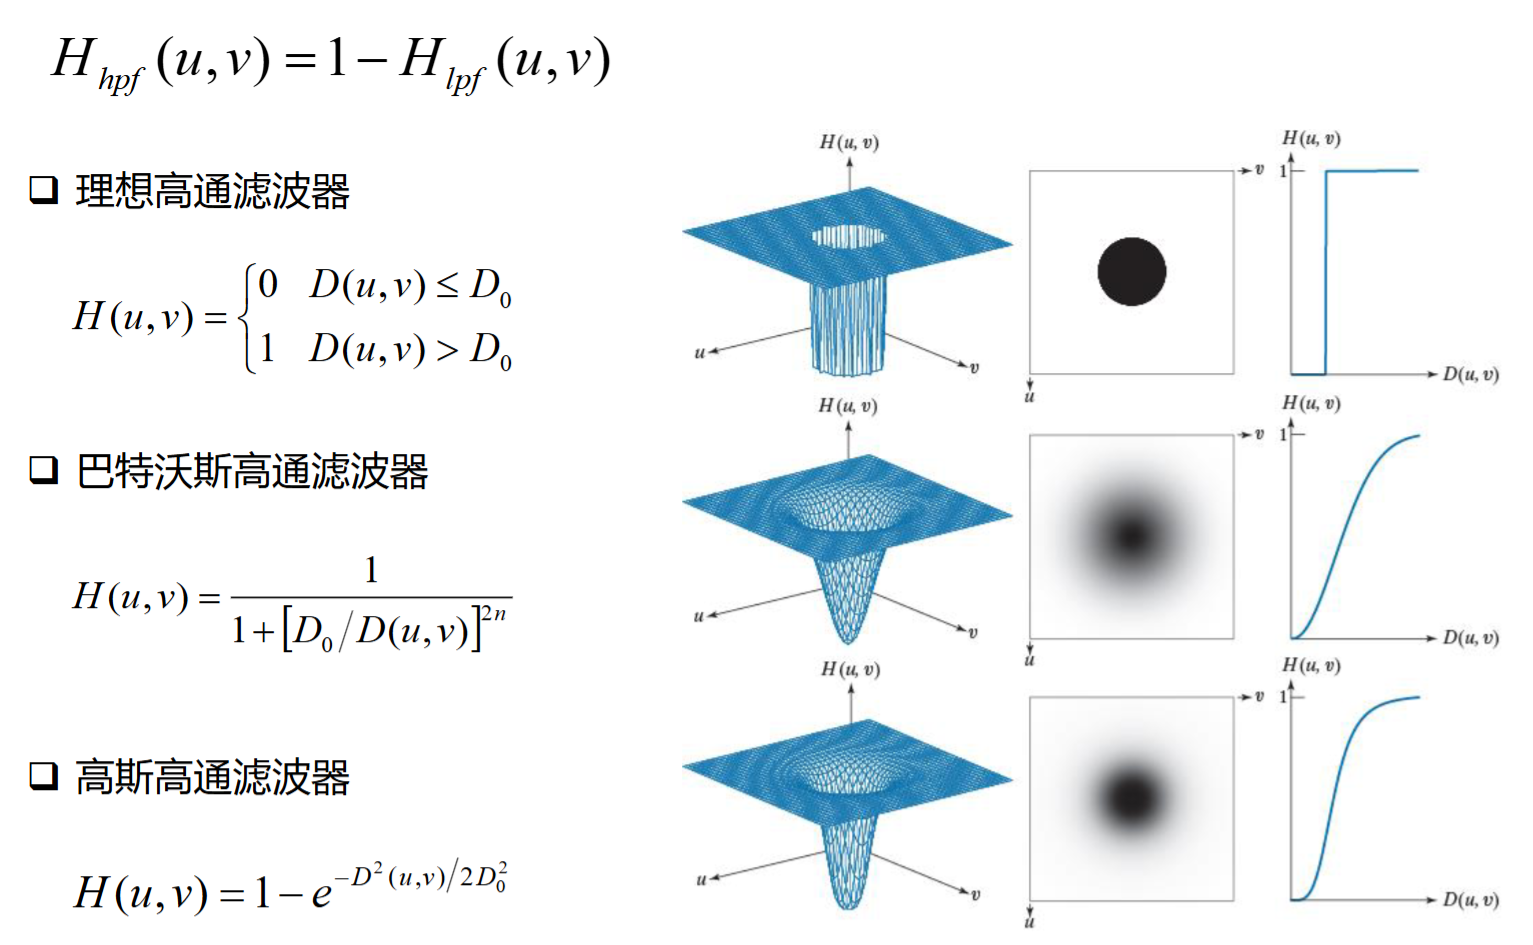 H_{hpf}(u,v)=1-H_{lpf}(u,v)
❑ 理想高通滤波器
H(u,v)=\begin{cases}0 & D(u,v)\leq D_0\\1 & D(u,v)>D_0\end{cases}
H(u, v)
u
v
v
u
H(u, v)
1
D(u, v)
❑ 巴特沃斯高通滤波器
H(u,v)=\frac{1}{1+[D_0/D(u,v)]^{2n}}
H(u, v)
u
v
v
u
H(u, v)
1
D(u, v)
❑ 高斯高通滤波器
H(u,v)=1-e^{-D^2(u,v)/2D_0^2}
H(u, v)
u
v
v
u
H(u, v)
1
D(u, v)